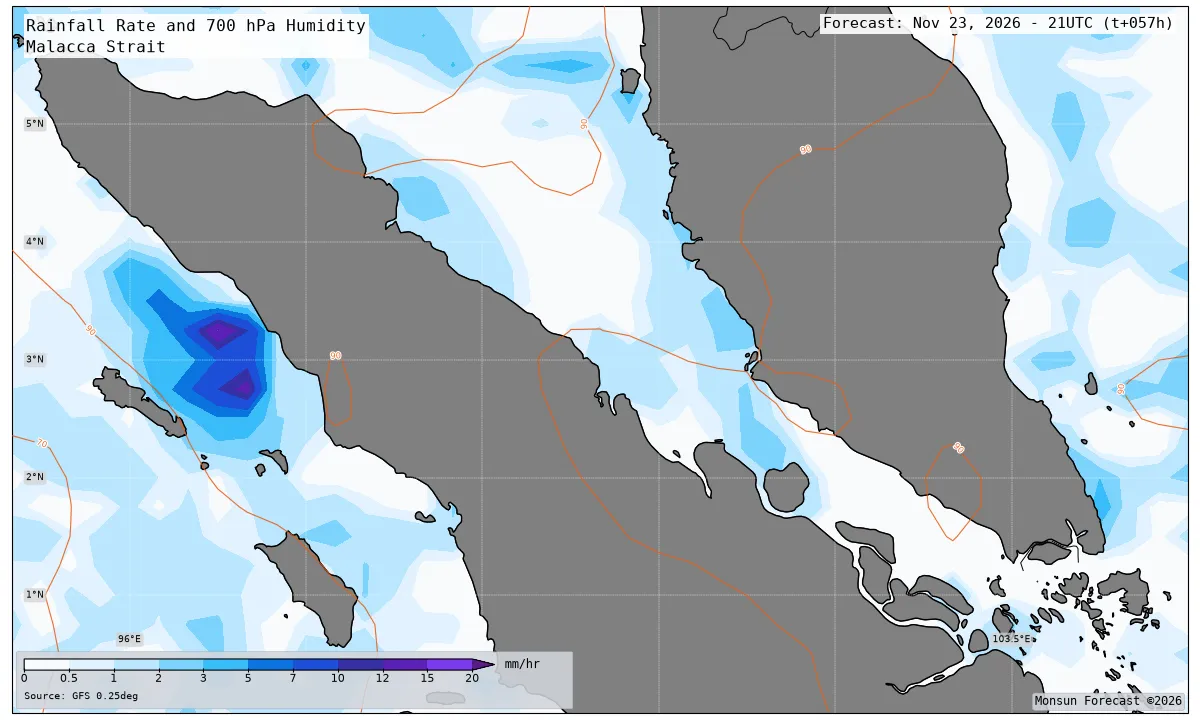 Rainfall Rate and 700 hPa Humidity
Malacca Strait
Forecast: Nov 23, 2026 - 21UTC (t+057h)
5°N
4°N
3°N
2°N
1°N
96°E
103.5°E
90
90
90
90
90
90
70
0 0.5 1 2 3 5 7 10 12 15 20
mm/hr
Source: GFS 0.25deg
Monsun Forecast ©2026